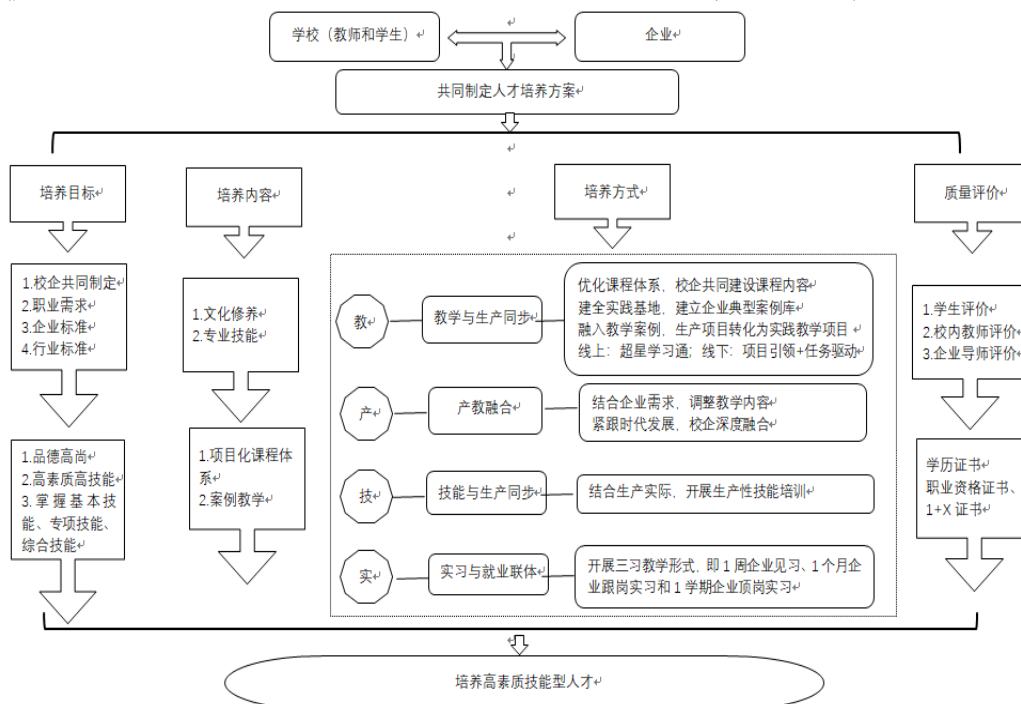 学校（教师和学生）
企业
共同制定人才培养方案
培养目标
培养内容
培养方式
质量评价
1.校企共同制定
2.职业需求
3.企业标准
4.行业标准
1.品德高尚
2.高素质高技能
3.掌握基本技
能、专项技能、
综合技能
1.文化修养
2.专业技能
1.项目化课程体
系
2.案例教学
教
教学与生产同步
优化课程体系，校企共同建设课程内容
建全实践基地，建立企业典型案例库
融入教学案例，生产项目转化为实践教学项目
线上：超星学习通；线下：项目引领+任务驱动
产
产教融合
结合企业需求，调整教学内容
紧跟时代发展，校企深度融合
技
技能与生产同步
结合生产实际，开展生产性技能培训
实
实习与就业联体
开展三习教学形式，即1周企业见习、1个月企
业跟岗实习和1学期企业顶岗实习
1.学生评价
2.校内教师评价
3.企业导师评价
学历证书
职业资格证书、
1+X 证书
培养高素质技能型人才